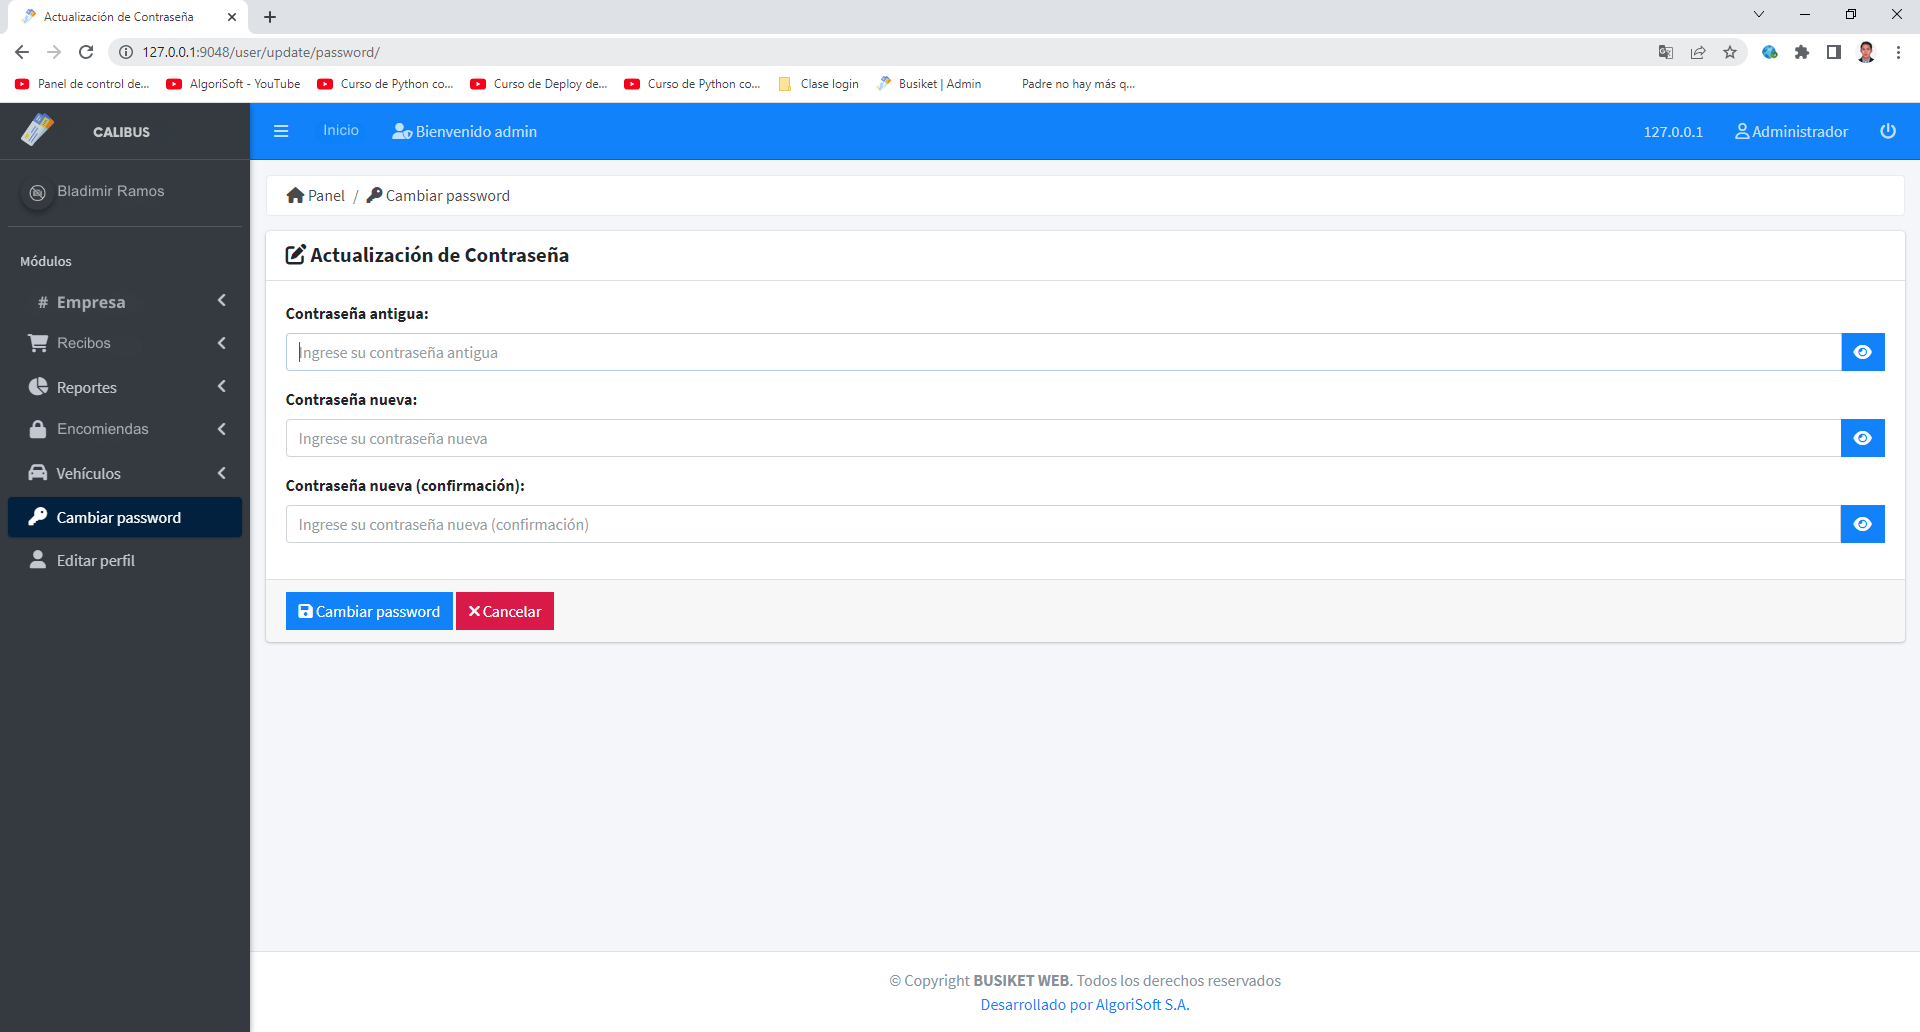 Actualización de Contraseña
127.0.0.1:9048/user/update/password/
Panel de control de... AlgoriSoft - YouTube Curso de Python co... Curso de Deploy de... Curso de Python co... Clase login Busiket | Admin Padre no hay más q...
CALIBUS
Inicio Bienvenido admin 127.0.0.1 Administrador
Bladimir Ramos
Módulos
# Empresa
Recibos
Reportes
Encomiendas
Vehículos
Cambiar password
Editar perfil
Panel / Cambiar password
Actualización de Contraseña
Contraseña antigua:
Ingrese su contraseña antigua
Contraseña nueva:
Ingrese su contraseña nueva
Contraseña nueva (confirmación):
Ingrese su contraseña nueva (confirmación)
Cambiar password Cancelar
© Copyright BUSIKET WEB. Todos los derechos reservados
Desarrollado por AlgoriSoft S.A.